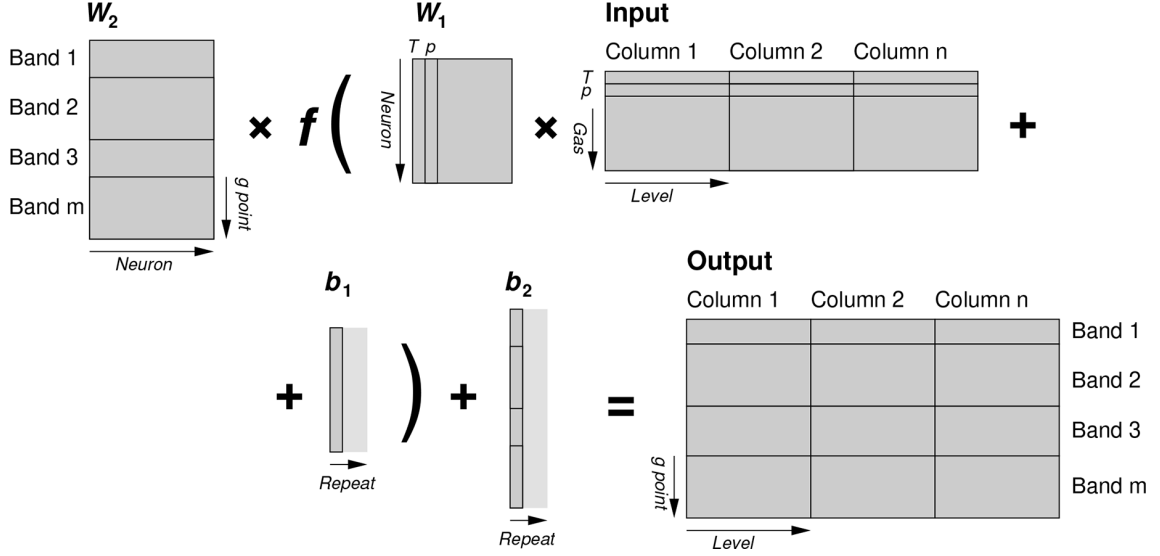 W2 W1 Input
T p Column 1 Column 2 Column n
Band 1
Band 2
Band 3
Band m
g point
Neuron
× f (
Neuron
×
T
p
Gas
Level
+
b1 b2 Output
Column 1 Column 2 Column n
+ ) + =
Band 1
Band 2
Band 3
Band m
g point
Repeat
Repeat
Level